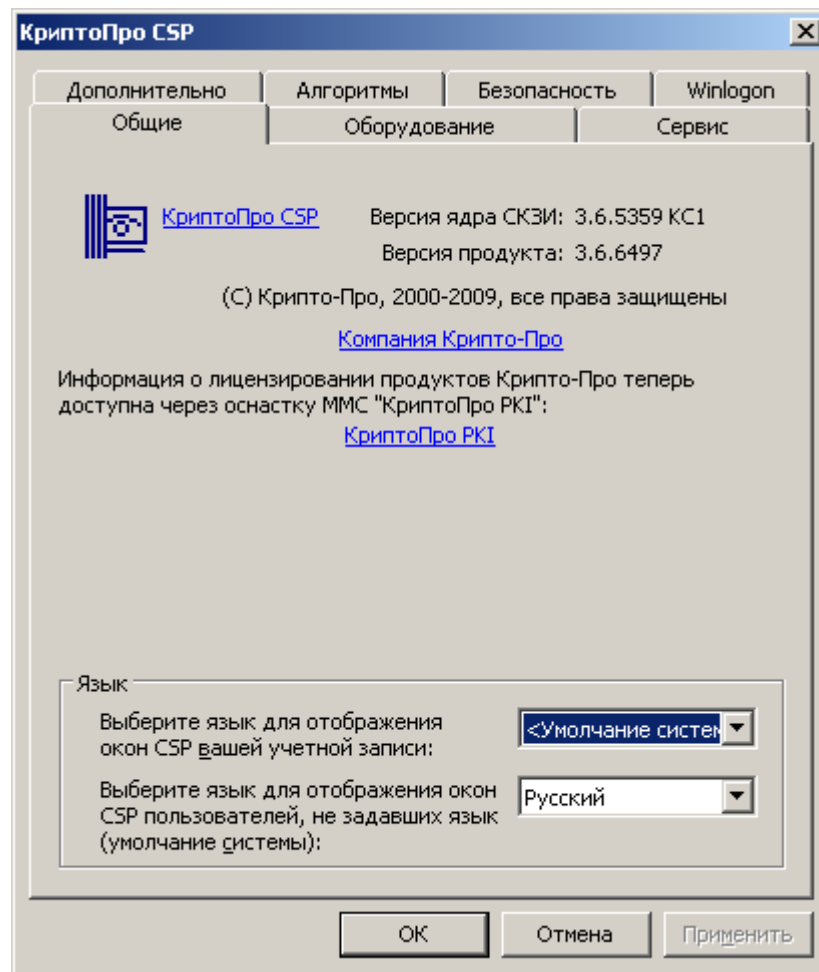 КриптоПро CSP
Дополнительно Алгоритмы Безопасность Winlogon
Общие Оборудование Сервис
КриптоПро CSP Версия ядра СКЗИ: 3.6.5359 КС1
Версия продукта: 3.6.6497
(C) Крипто-Про, 2000-2009, все права защищены
Компания Крипто-Про
Информация о лицензировании продуктов Крипто-Про теперь
доступна через оснастку ММС "КриптоПро PKI":
КриптоПро PKI
Язык
Выберите язык для отображения
окон CSP вашей учетной записи:
<Умолчание систем
Выберите язык для отображения окон
CSP пользователей, не задавших язык
(умолчание системы):
Русский
ОК Отмена Применить